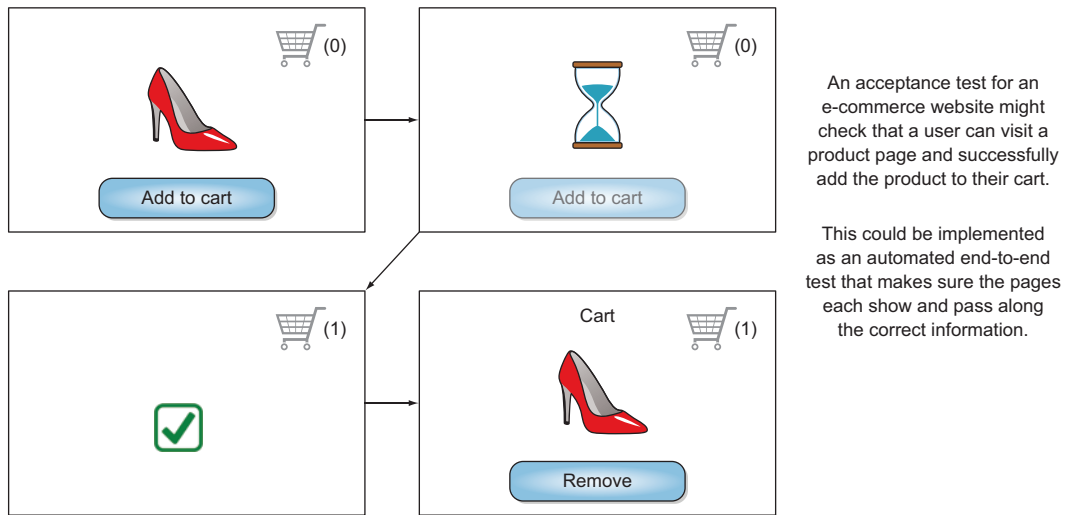 (0)
Add to cart
(0)
Add to cart
(1)
Cart
(1)
Remove
An acceptance test for an
e-commerce website might
check that a user can visit a
product page and successfully
add the product to their cart.
This could be implemented
as an automated end-to-end
test that makes sure the pages
each show and pass along
the correct information.